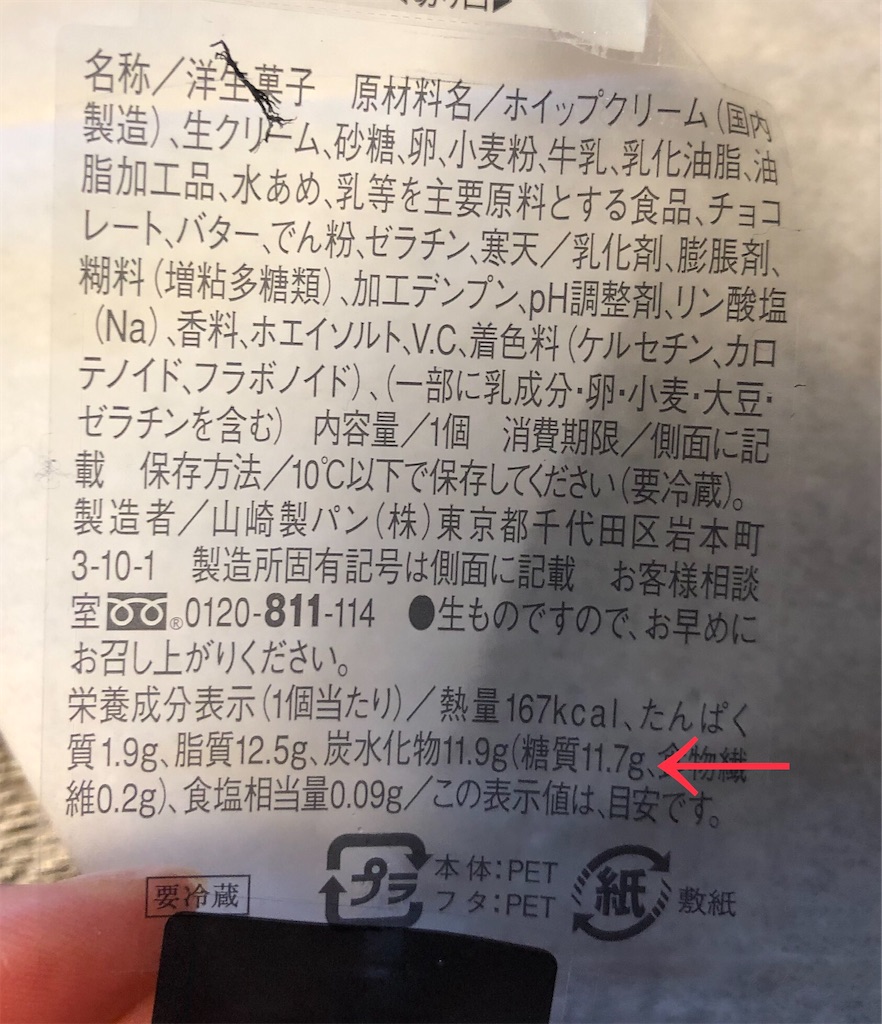 名称／洋生菓子　原材料名／ホイップクリーム（国内
製造）、生クリーム、砂糖、卵、小麦粉、牛乳、乳化油脂、油
脂加工品、水あめ、乳等を主要原料とする食品、チョコ
レート、バター、でん粉、ゼラチン、寒天／乳化剤、膨脹剤、
糊料（増粘多糖類）、加工デンプン、pH調整剤、リン酸塩
（Na）、香料、ホエイソルト、V.C、着色料（ケルセチン、カロ
テノイド、フラボノイド）、（一部に乳成分・卵・小麦・大豆・
ゼラチンを含む）　内容量／1個　消費期限／側面に記
載　保存方法／10℃以下で保存してください（要冷蔵）。
製造者／山崎製パン（株）東京都千代田区岩本町
3-10-1　製造所固有記号は側面に記載　お客様相談
室 ®0120-811-114　●生ものですので、お早めに
お召し上がりください。
栄養成分表示（1個当たり）／熱量167kcal、たんぱく
質1.9g、脂質12.5g、炭水化物11.9g（糖質11.7g、食物繊
維0.2g）、食塩相当量0.09g／この表示値は、目安です。
要冷蔵
プラ
本体：PET
フタ：PET
紙
敷紙